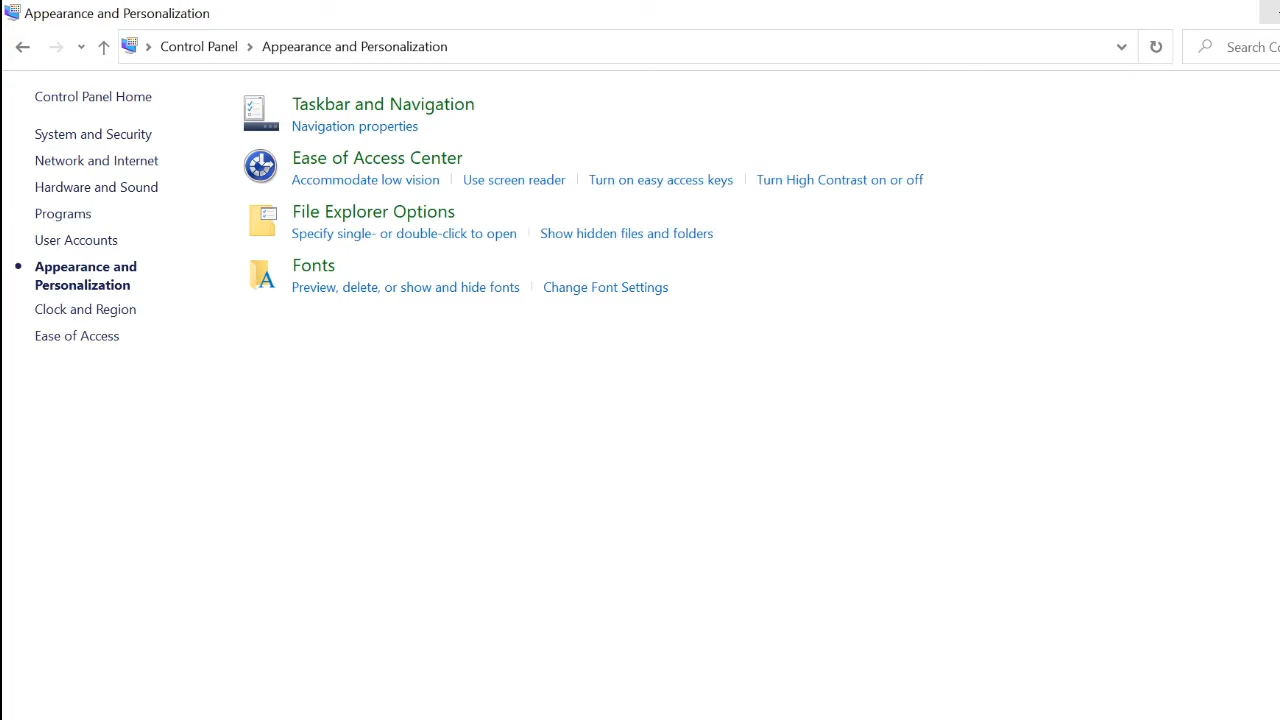 Appearance and Personalization
Control Panel Appearance and Personalization
Search Co
Control Panel Home
System and Security
Network and Internet
Hardware and Sound
Programs
User Accounts
Appearance and
Personalization
Clock and Region
Ease of Access
Taskbar and Navigation
Navigation properties
Ease of Access Center
Accommodate low vision Use screen reader Turn on easy access keys Turn High Contrast on or off
File Explorer Options
Specify single- or double-click to open Show hidden files and folders
Fonts
Preview, delete, or show and hide fonts Change Font Settings